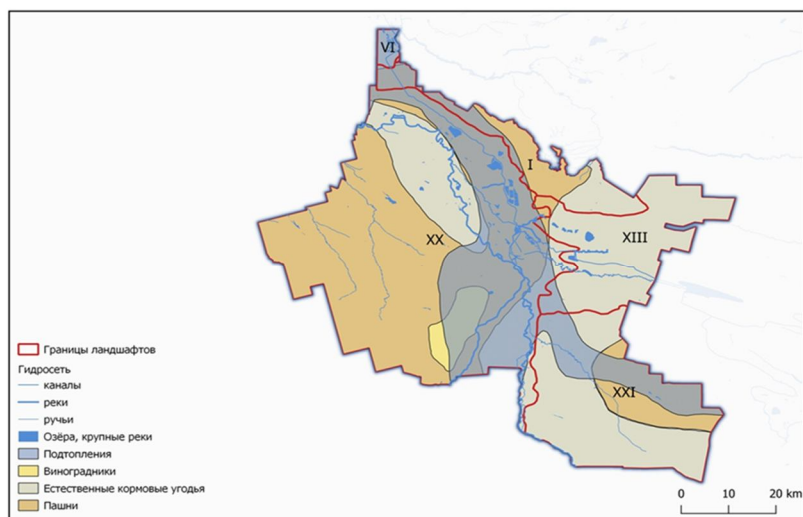 VI
I
XX
XIII
XXI
Границы ландшафтов
Гидросеть
каналы
реки
ручьи
Озёра, крупные реки
Подтопления
Виноградники
Естественные кормовые угодья
Пашни
0 10 20 km